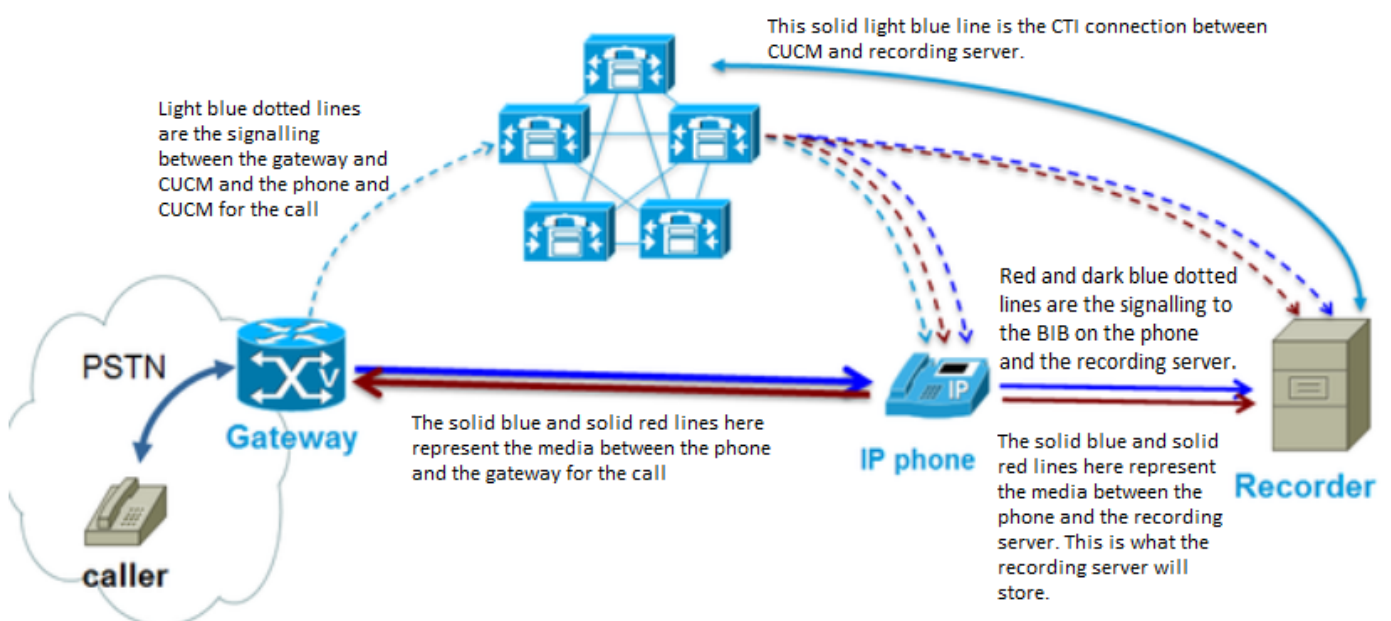 This solid light blue line is the CTI connection between
CUCM and recording server.
Light blue dotted lines
are the signalling
between the gateway and
CUCM and the phone and
CUCM for the call
Red and dark blue dotted
lines are the signalling to
the BIB on the phone
and the recording server.
PSTN
V
IP
Gateway
The solid blue and solid red lines here
represent the media between the phone
and the gateway for the call
IP phone
The solid blue and solid
red lines here represent
the media between the
phone and the recording
server. This is what the
recording server will
store.
Recorder
caller